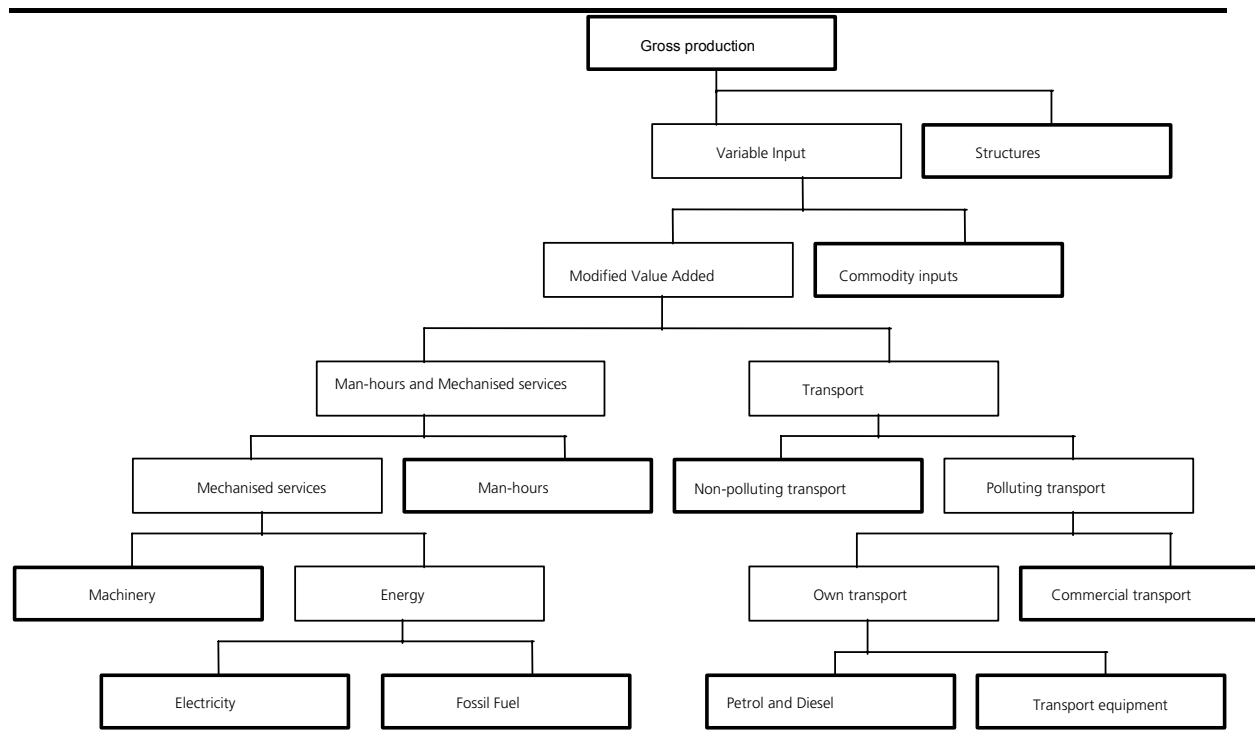 Gross production
Variable Input
Structures
Modified Value Added
Commodity inputs
Man-hours and Mechanised services
Transport
Mechanised services
Man-hours
Non-polluting transport
Polluting transport
Machinery
Energy
Own transport
Commercial transport
Electricity
Fossil Fuel
Petrol and Diesel
Transport equipment